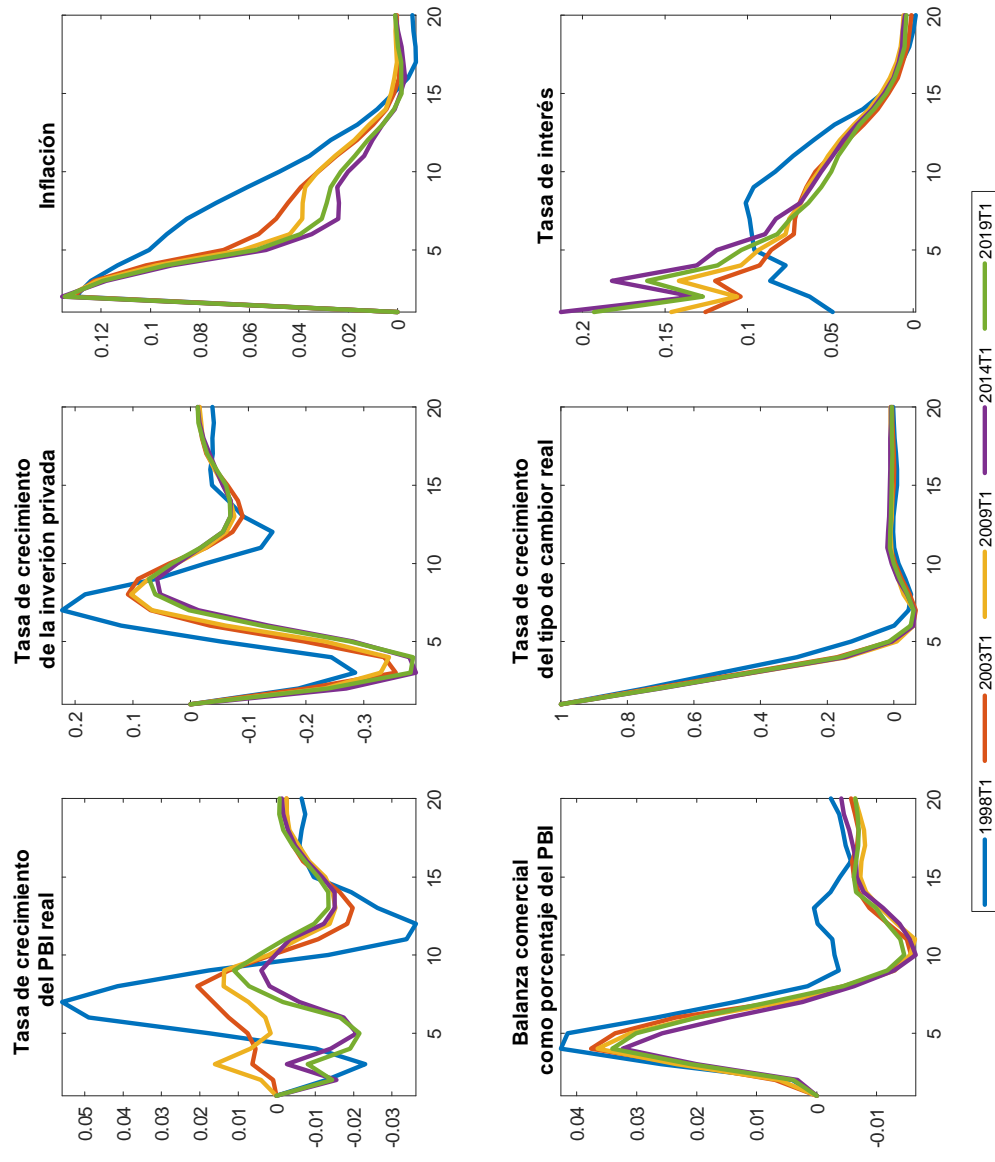 Tasa de crecimiento
del PBI real
0.05
0.04
0.03
0.02
0.01
0
-0.01
-0.02
-0.03
5 10 15 20
Tasa de crecimiento
de la inverión privada
0.2
0.1
0
-0.1
-0.2
-0.3
5 10 15 20
Inflación
0.12
0.1
0.08
0.06
0.04
0.02
0
5 10 15 20
Balanza comercial
como porcentaje del PBI
0.04
0.03
0.02
0.01
0
-0.01
5 10 15 20
Tasa de crecimiento
del tipo de cambior real
1
0.8
0.6
0.4
0.2
0
5 10 15 20
Tasa de interés
0.2
0.15
0.1
0.05
0
5 10 15 20
1998T1 2003T1 2009T1 2014T1 2019T1